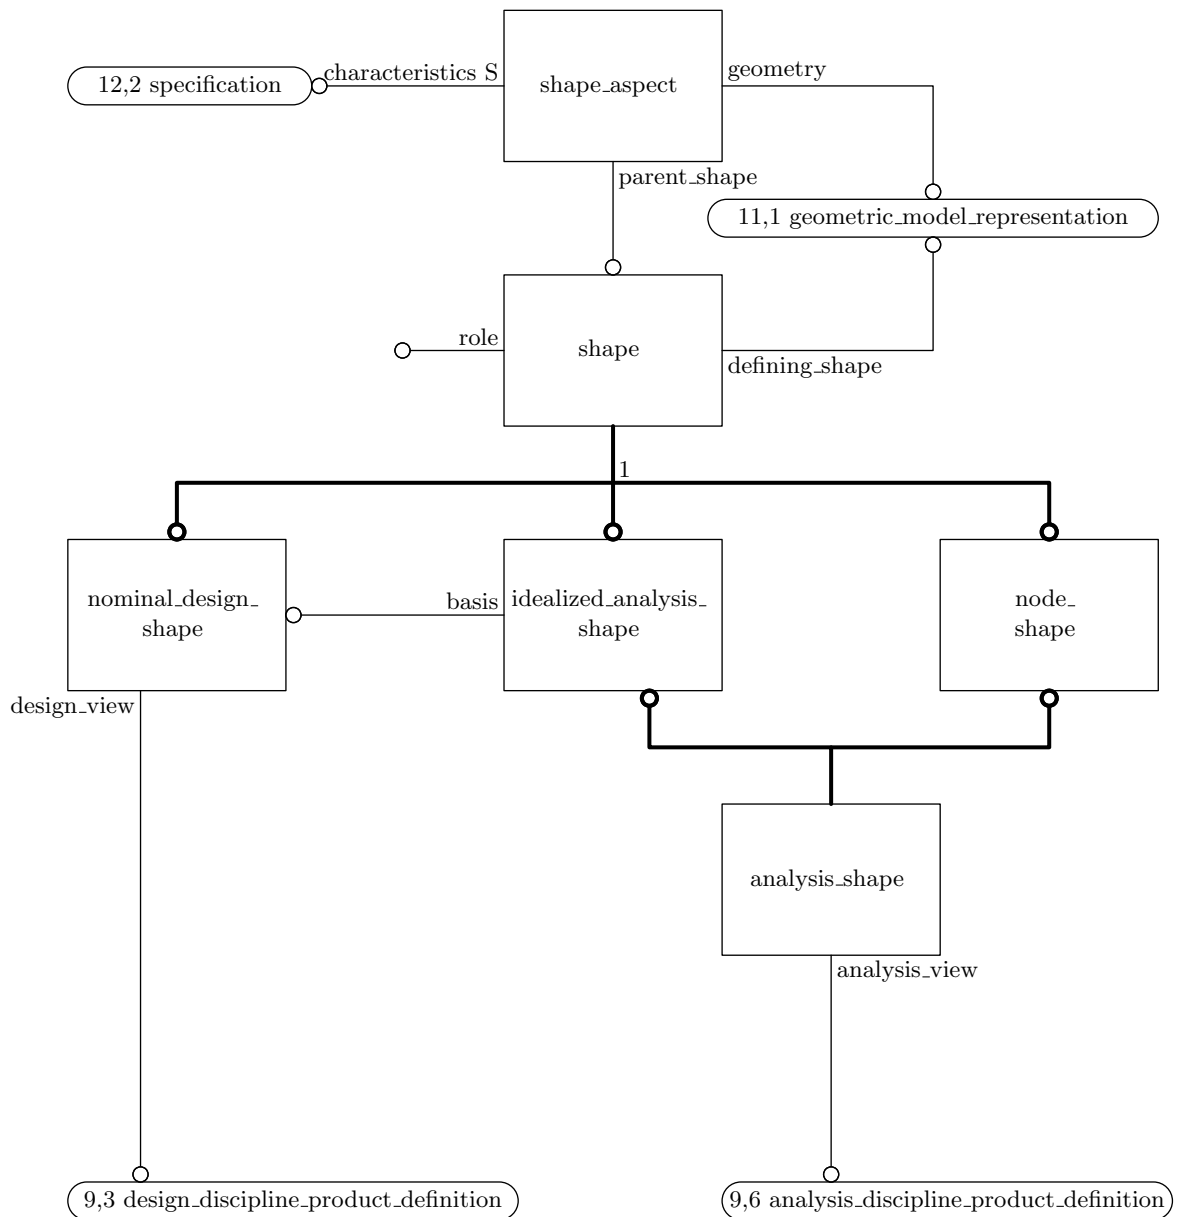 12,2 specification
characteristics S
shape_aspect
geometry
parent_shape
11,1 geometric_model_representation
role
shape
defining_shape
1
nominal_design_
shape
basis
idealized_analysis_
shape
node_
shape
design_view
analysis_shape
analysis_view
9,3 design_discipline_product_definition
9,6 analysis_discipline_product_definition